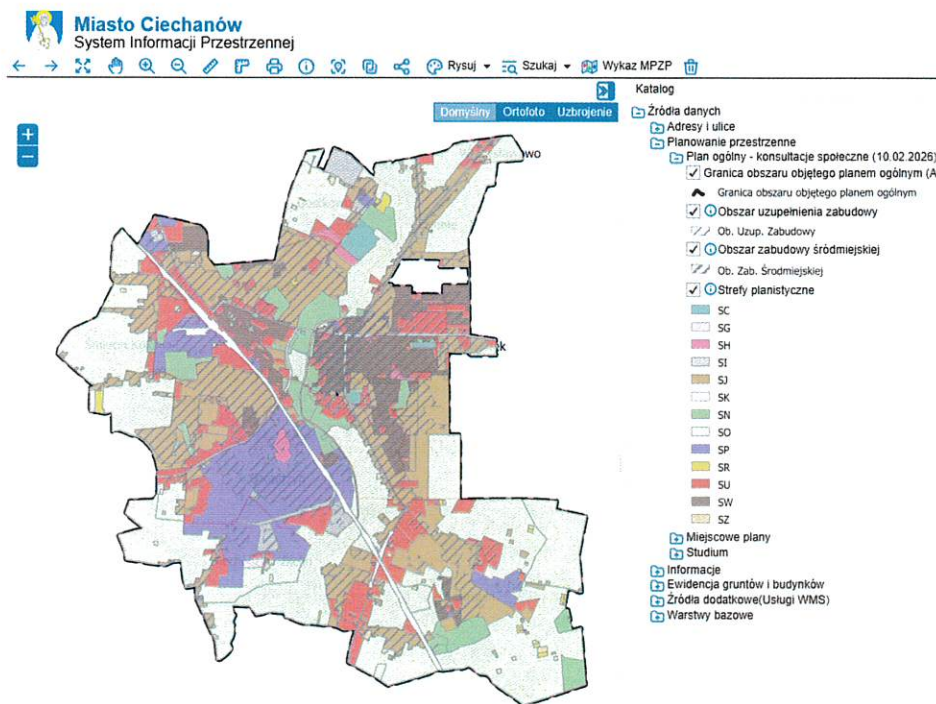 Miasto Ciechanów
System Informacji Przestrzennej
Rysuj
Szukaj
Wykaz MPZP
Domyślny
Ortofoto
Uzbrojenie
+
−
Katalog
Źródła danych
Adresy i ulice
Planowanie przestrzenne
Plan ogólny - konsultacje społeczne (10.02.2026)
Granica obszaru objętego planem ogólnym (A
Granica obszaru objętego planem ogólnym
Obszar uzupełnienia zabudowy
Ob. Uzup. Zabudowy
Obszar zabudowy śródmiejskiej
Ob. Zab. Środmiejskiej
Strefy planistyczne
SC
SG
SH
SI
SJ
SK
SN
SO
SP
SR
SU
SW
SZ
Miejscowe plany
Studium
Informacje
Ewidencja gruntów i budynków
Źródła dodatkowe(Usługi WMS)
Warstwy bazowe